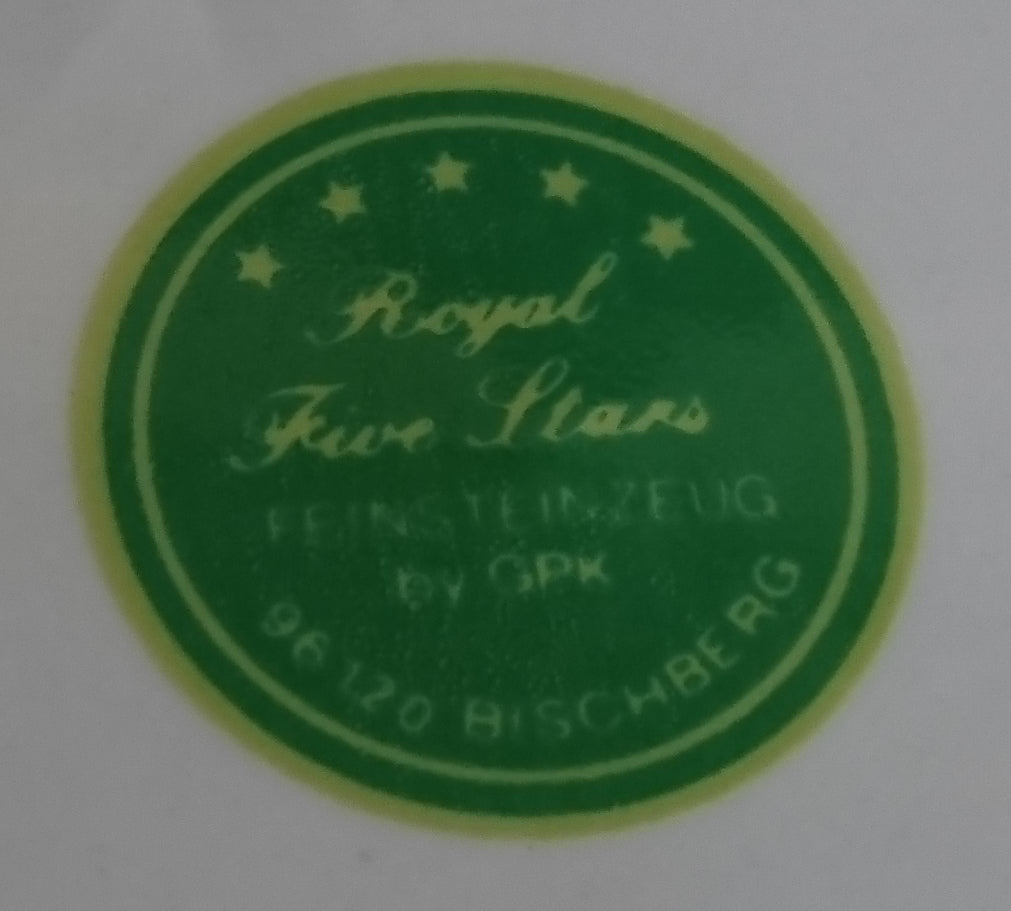 Royal
Five Stars
FEINSTEINZEUG
by GPK
96120 BISCHBERG